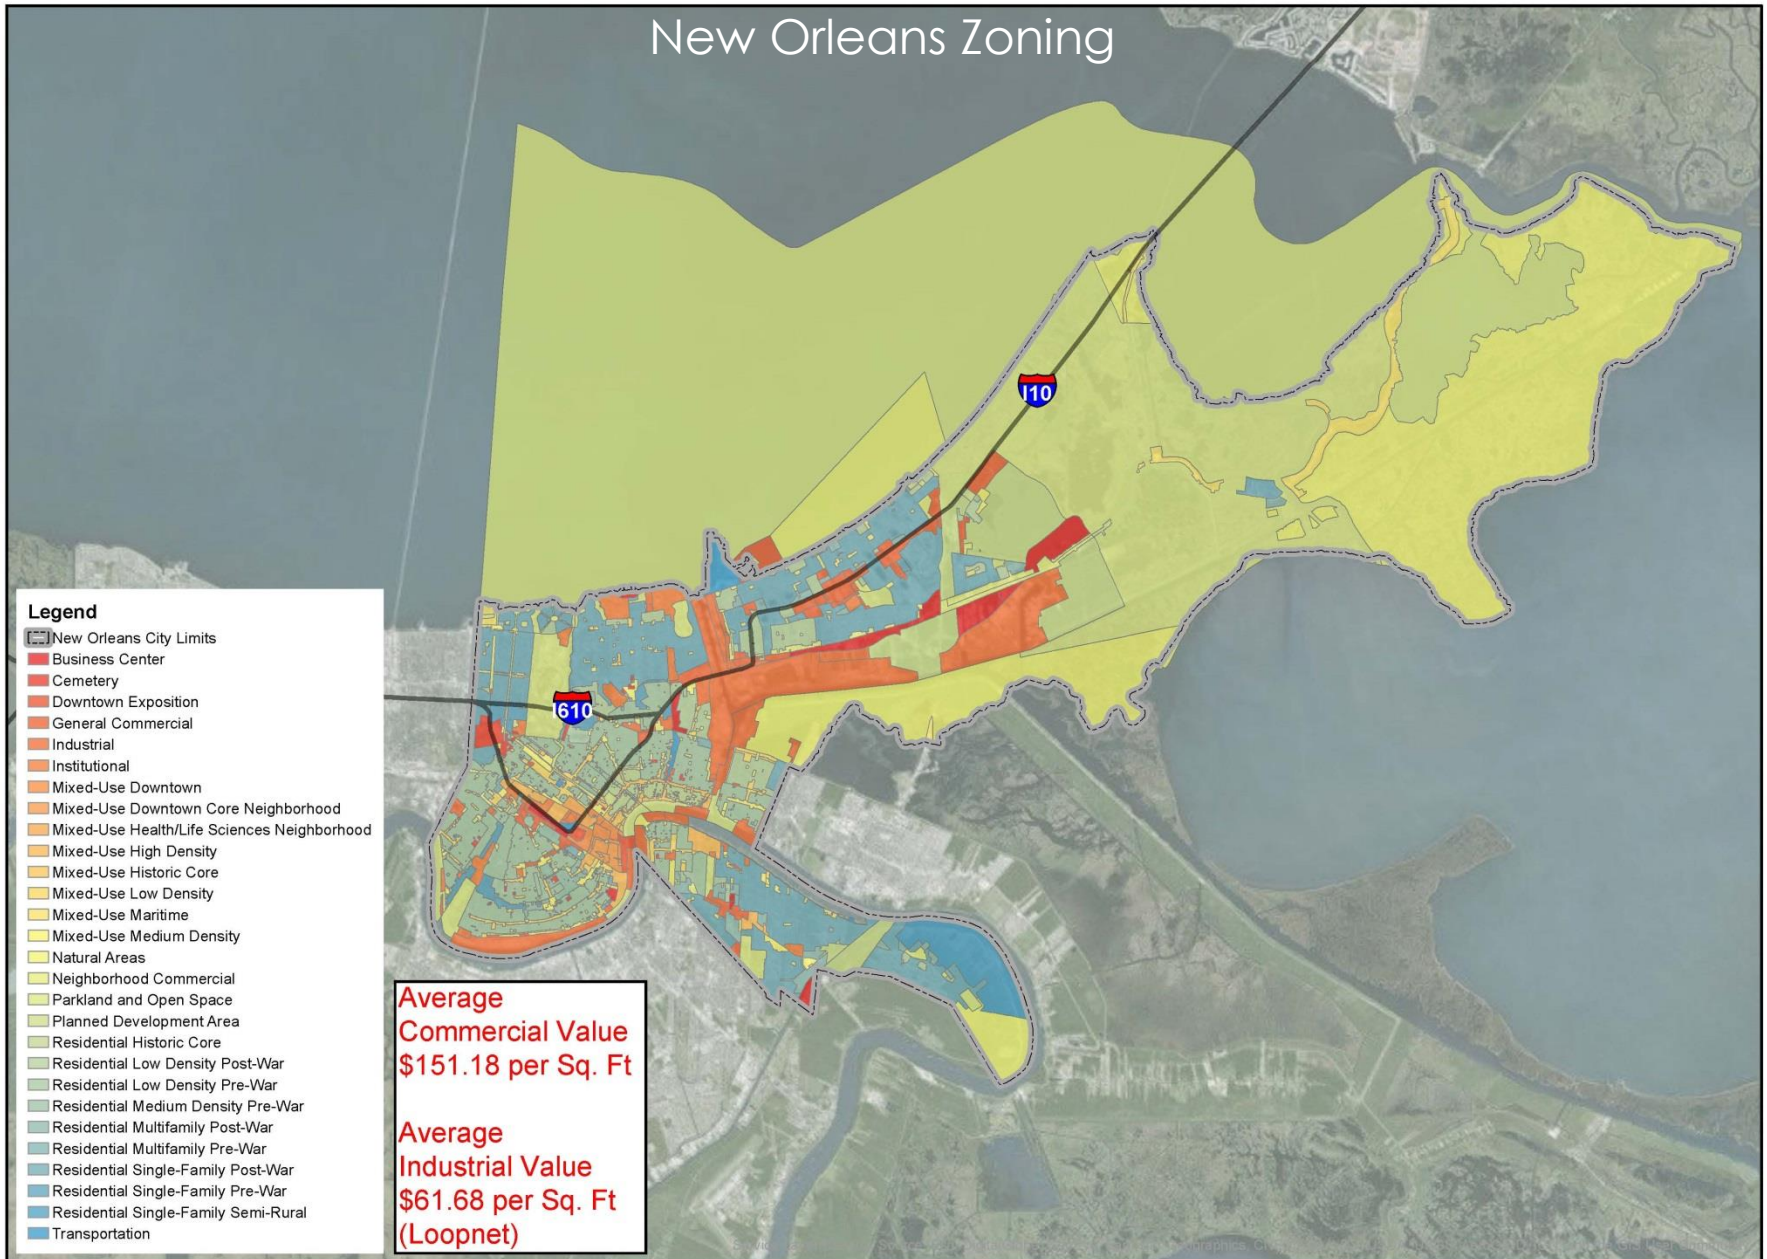 New Orleans Zoning
I10
I610
Legend
New Orleans City Limits
Business Center
Cemetery
Downtown Exposition
General Commercial
Industrial
Institutional
Mixed-Use Downtown
Mixed-Use Downtown Core Neighborhood
Mixed-Use Health/Life Sciences Neighborhood
Mixed-Use High Density
Mixed-Use Historic Core
Mixed-Use Low Density
Mixed-Use Maritime
Mixed-Use Medium Density
Natural Areas
Neighborhood Commercial
Parkland and Open Space
Planned Development Area
Residential Historic Core
Residential Low Density Post-War
Residential Low Density Pre-War
Residential Medium Density Pre-War
Residential Multifamily Post-War
Residential Multifamily Pre-War
Residential Single-Family Post-War
Residential Single-Family Pre-War
Residential Single-Family Semi-Rural
Transportation
Average
Commercial Value
$151.18 per Sq. Ft
Average
Industrial Value
$61.68 per Sq. Ft
(Loopnet)